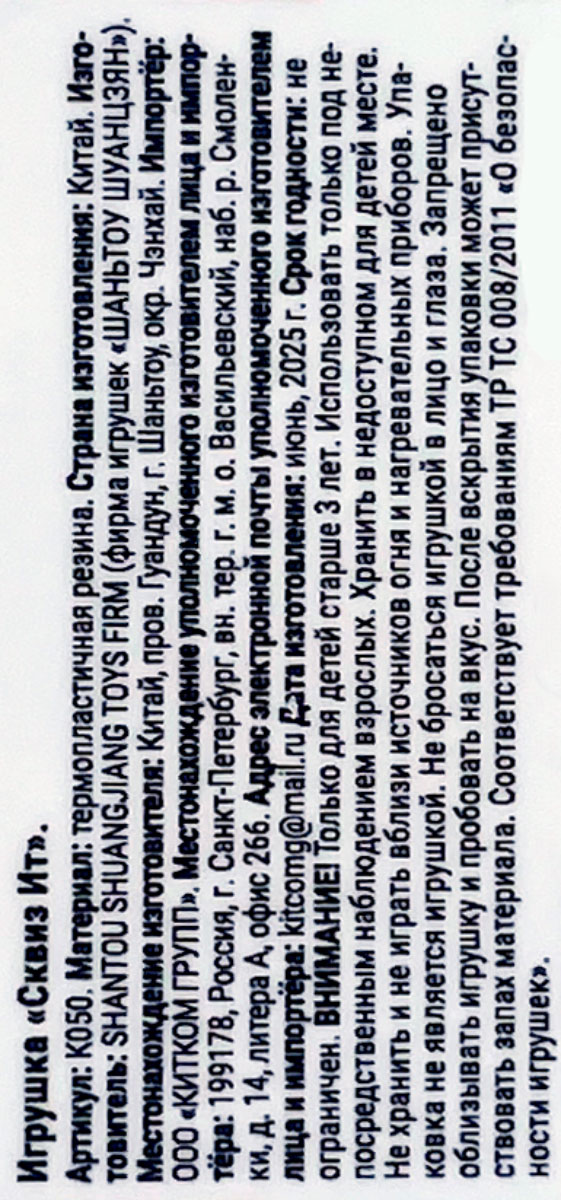 Игрушка «Сквиз Ит».
Артикул: К050. Материал: термопластичная резина. Страна изготовления: Китай. Изго-
товитель: SHANTOU SHUANGJIANG TOYS FIRM (фирма игрушек «ШАНЬТОУ ШУАНЦЗЯН»).
Местонахождение изготовителя: Китай, пров. Гуандун, г. Шаньтоу, окр. Чэнхай. Импортёр:
ООО «КИТКОМ ГРУПП». Местонахождение уполномоченного изготовителем лица и импор-
тёра: 199178, Россия, г. Санкт-Петербург, вн. тер. г. м. о. Васильевский, наб. р. Смолен-
ки, д. 14, литера А, офис 266. Адрес электронной почты уполномоченного изготовителем
лица и импортёра: kitcomg@mail.ru Дата изготовления: июнь, 2025 г. Срок годности: не
ограничен. ВНИМАНИЕ! Только для детей старше 3 лет. Использовать только под не-
посредственным наблюдением взрослых. Хранить в недоступном для детей месте.
Не хранить и не играть вблизи источников огня и нагревательных приборов. Упа-
ковка не является игрушкой. Не бросаться игрушкой в лицо и глаза. Запрещено
облизывать игрушку и пробовать на вкус. После вскрытия упаковки может присут-
ствовать запах материала. Соответствует требованиям ТР ТС 008/2011 «О безопас-
ности игрушек».